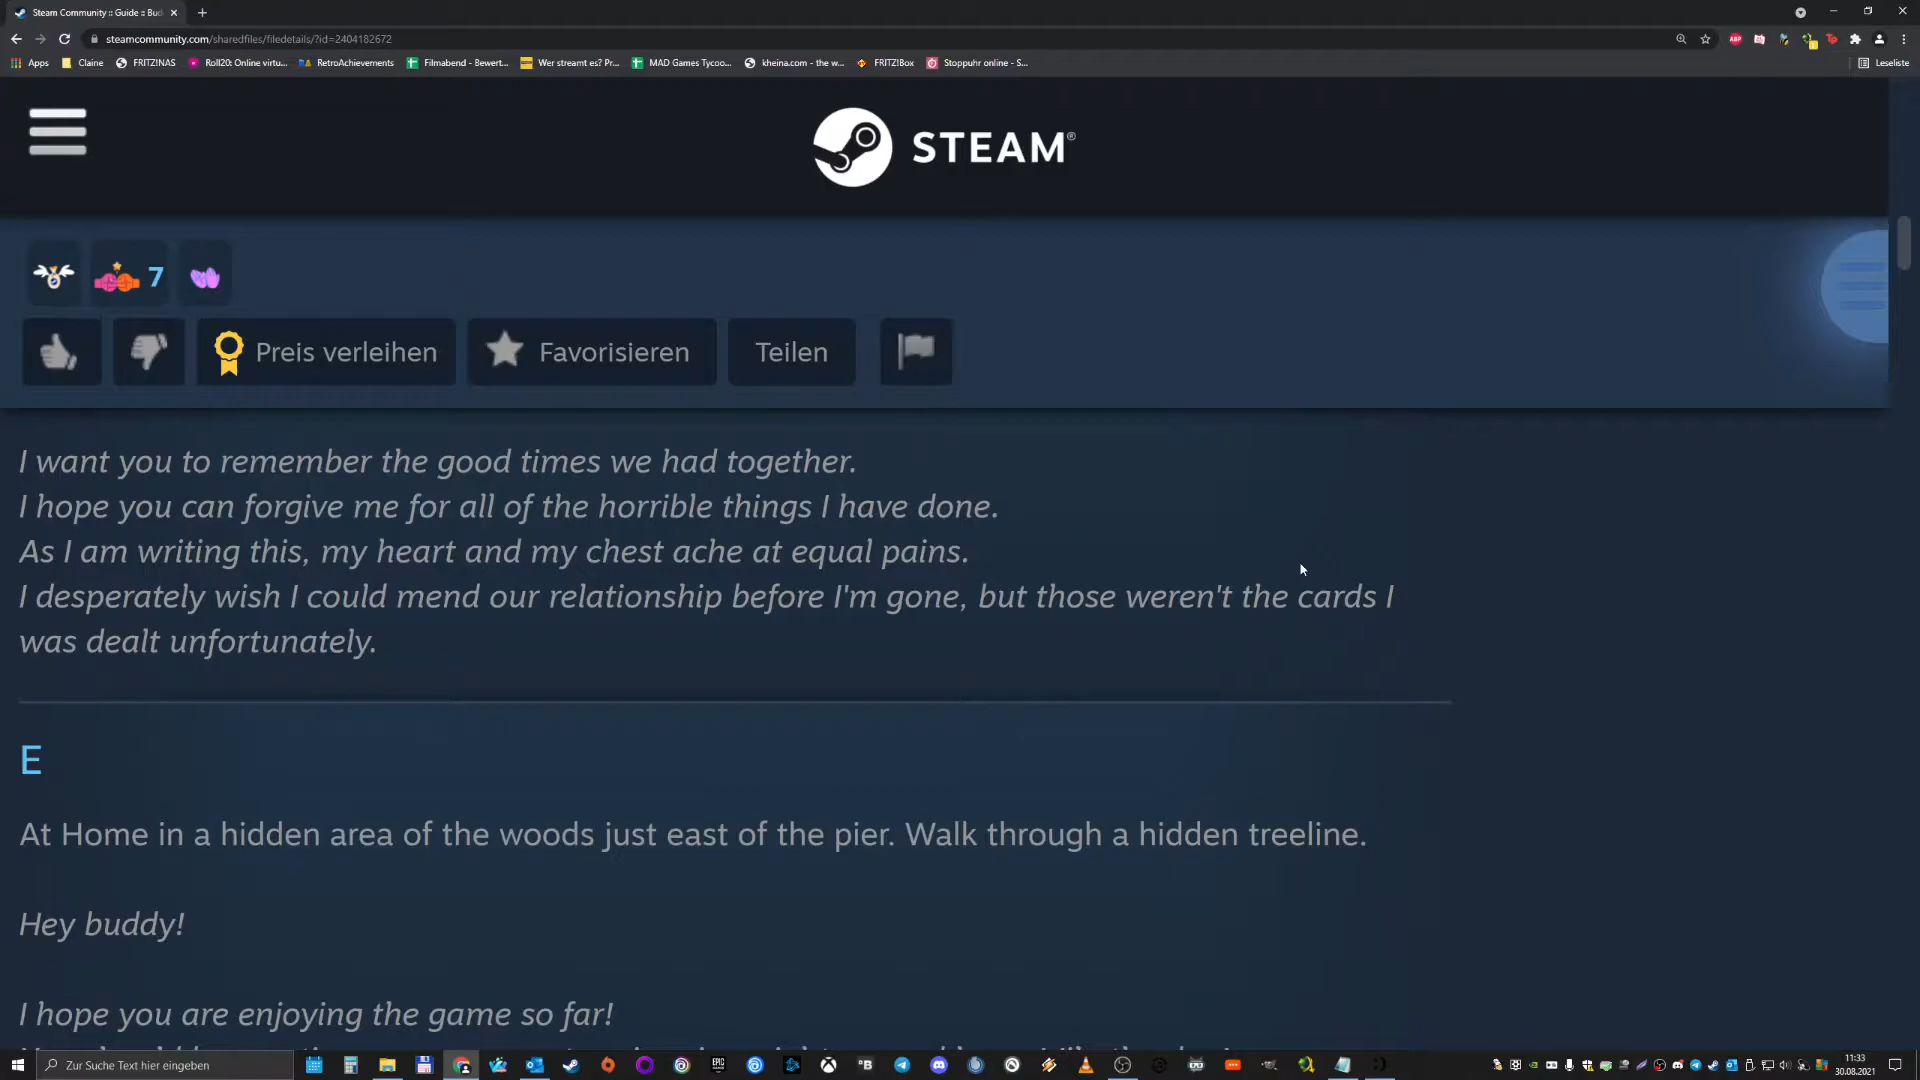 Steam Community :: Guide :: Bud
steamcommunity.com/sharedfiles/filedetails/?id=2404182672
Apps
Claine
FRITZ!NAS
Roll20: Online virtu...
RetroAchievements
Filmabend - Bewert...
Wer streamt es? Pr...
MAD Games Tycoo...
kheina.com - the w...
FRITZ!Box
Stoppuhr online - S...
Leseliste
STEAM®
7
Preis verleihen
Favorisieren
Teilen
I want you to remember the good times we had together.
I hope you can forgive me for all of the horrible things I have done.
As I am writing this, my heart and my chest ache at equal pains.
I desperately wish I could mend our relationship before I'm gone, but those weren't the cards I
was dealt unfortunately.
E
At Home in a hidden area of the woods just east of the pier. Walk through a hidden treeline.
Hey buddy!
I hope you are enjoying the game so far!
Zur Suche Text hier eingeben
11:33
30.08.2021